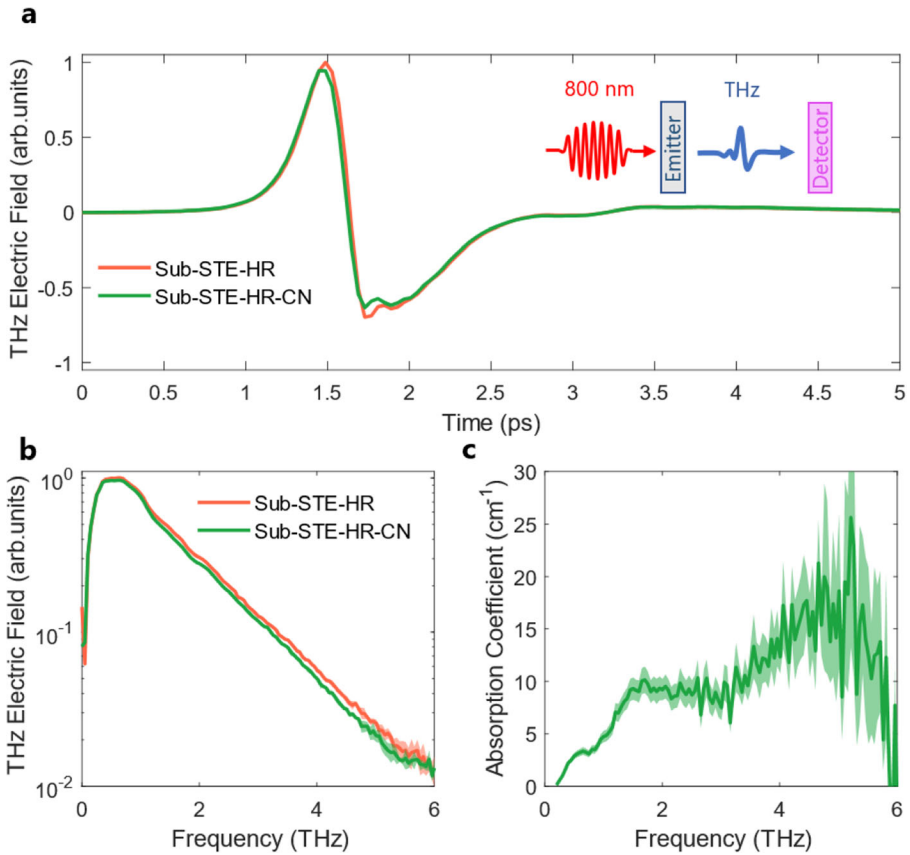 a
THz Electric Field (arb.units)
1
0.5
0
-0.5
-1
800 nm
THz
Emitter
Detector
Sub-STE-HR
Sub-STE-HR-CN
0 0.5 1 1.5 2 2.5 3 3.5 4 4.5 5
Time (ps)
b
THz Electric Field (arb.units)
10^0
10^-1
10^-2
Sub-STE-HR
Sub-STE-HR-CN
0 2 4 6
Frequency (THz)
c
Absorption Coefficient (cm^-1)
30
25
20
15
10
5
0
0 2 4 6
Frequency (THz)